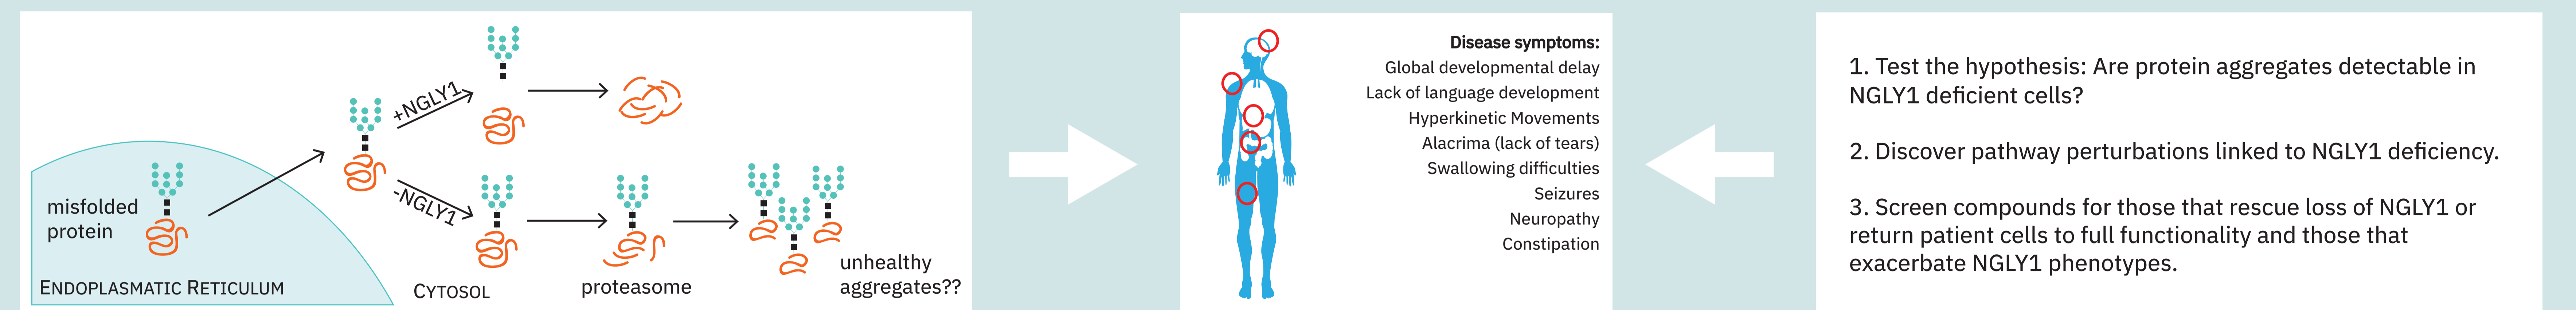 misfolded
protein
ENDOPLASMATIC RETICULUM
+NGLY1
-NGLY1
CYTOSOL
proteasome
unhealthy
aggregates??
Disease symptoms:
Global developmental delay
Lack of language development
Hyperkinetic Movements
Alacrima (lack of tears)
Swallowing difficulties
Seizures
Neuropathy
Constipation
1. Test the hypothesis: Are protein aggregates detectable in
NGLY1 deficient cells?
2. Discover pathway perturbations linked to NGLY1 deficiency.
3. Screen compounds for those that rescue loss of NGLY1 or
return patient cells to full functionality and those that
exacerbate NGLY1 phenotypes.